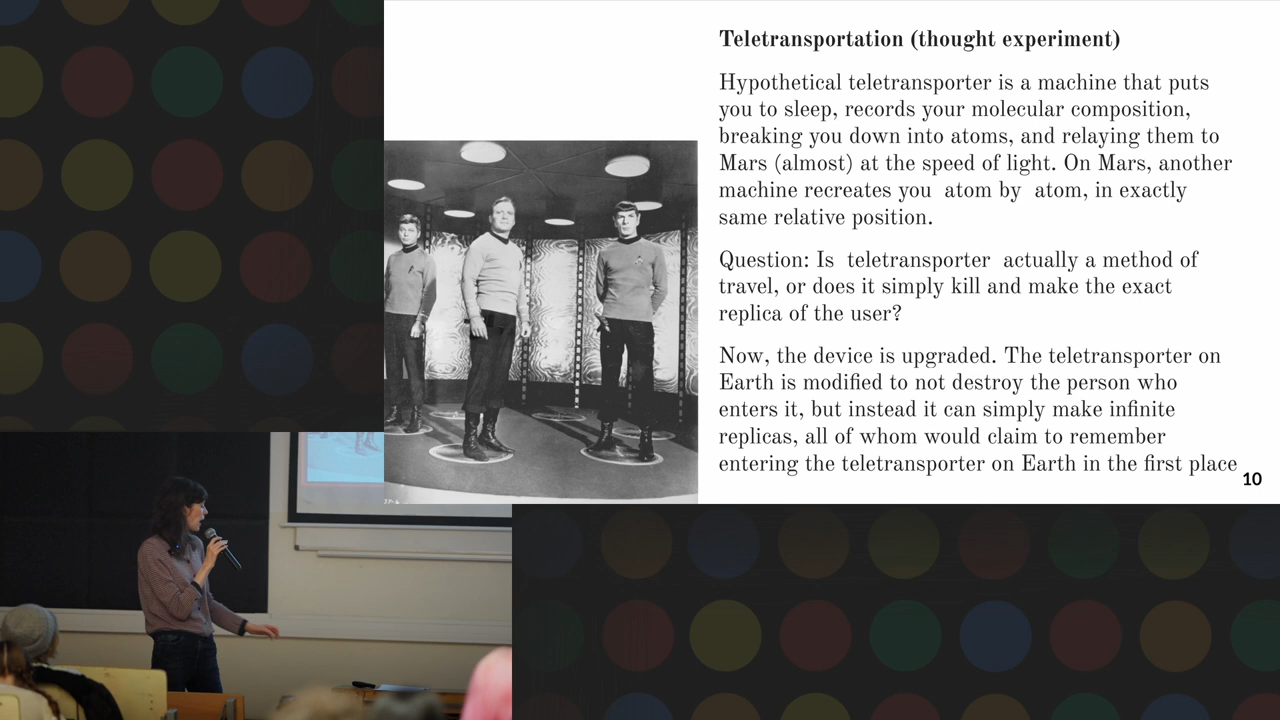 Teletransportation (thought experiment)
Hypothetical teletransporter is a machine that puts
you to sleep, records your molecular composition,
breaking you down into atoms, and relaying them to
Mars (almost) at the speed of light. On Mars, another
machine recreates you atom by atom, in exactly
same relative position.
Question: Is teletransporter actually a method of
travel, or does it simply kill and make the exact
replica of the user?
Now, the device is upgraded. The teletransporter on
Earth is modified to not destroy the person who
enters it, but instead it can simply make infinite
replicas, all of whom would claim to remember
entering the teletransporter on Earth in the first place
10